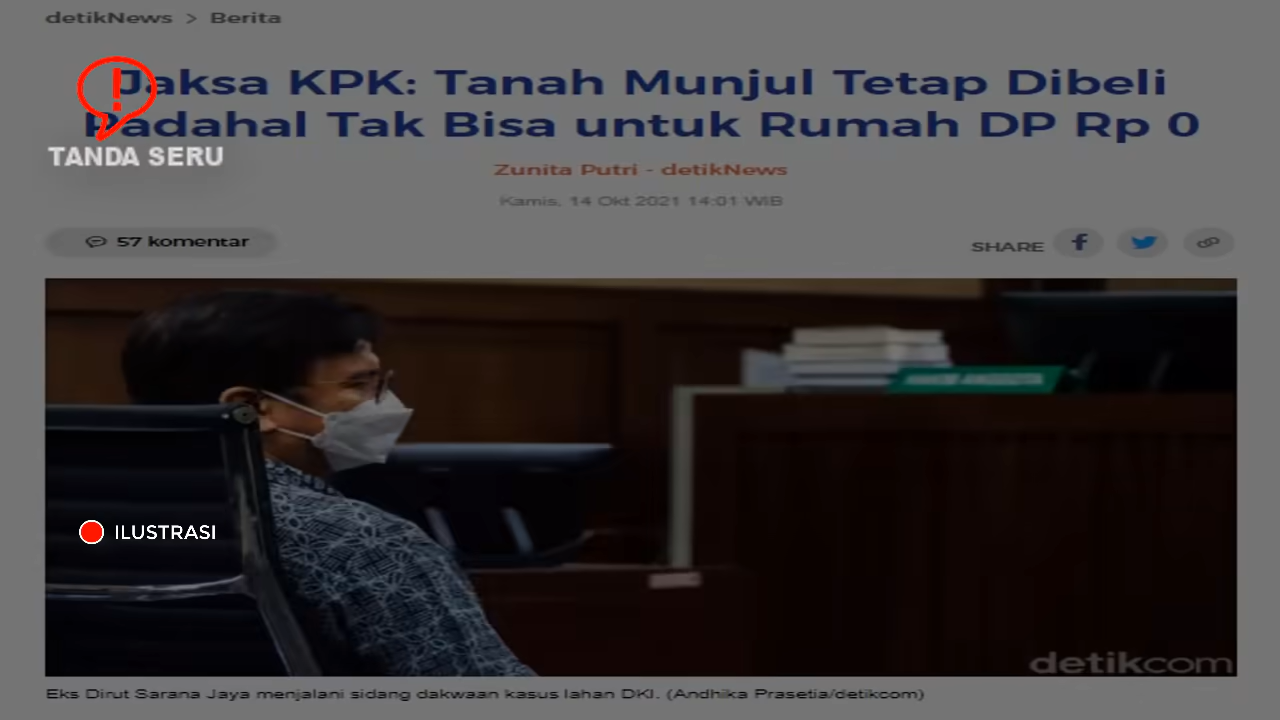 detikNews > Berita
Jaksa KPK: Tanah Munjul Tetap Dibeli
Padahal Tak Bisa untuk Rumah DP Rp 0
TANDA SERU
Zunita Putri - detikNews
Kamis, 14 Okt 2021 14:01 WIB
57 komentar
SHARE
HAKIM ANGGOTA
ILUSTRASI
detikcom
Eks Dirut Sarana Jaya menjalani sidang dakwaan kasus lahan DKI. (Andhika Prasetia/detikcom)